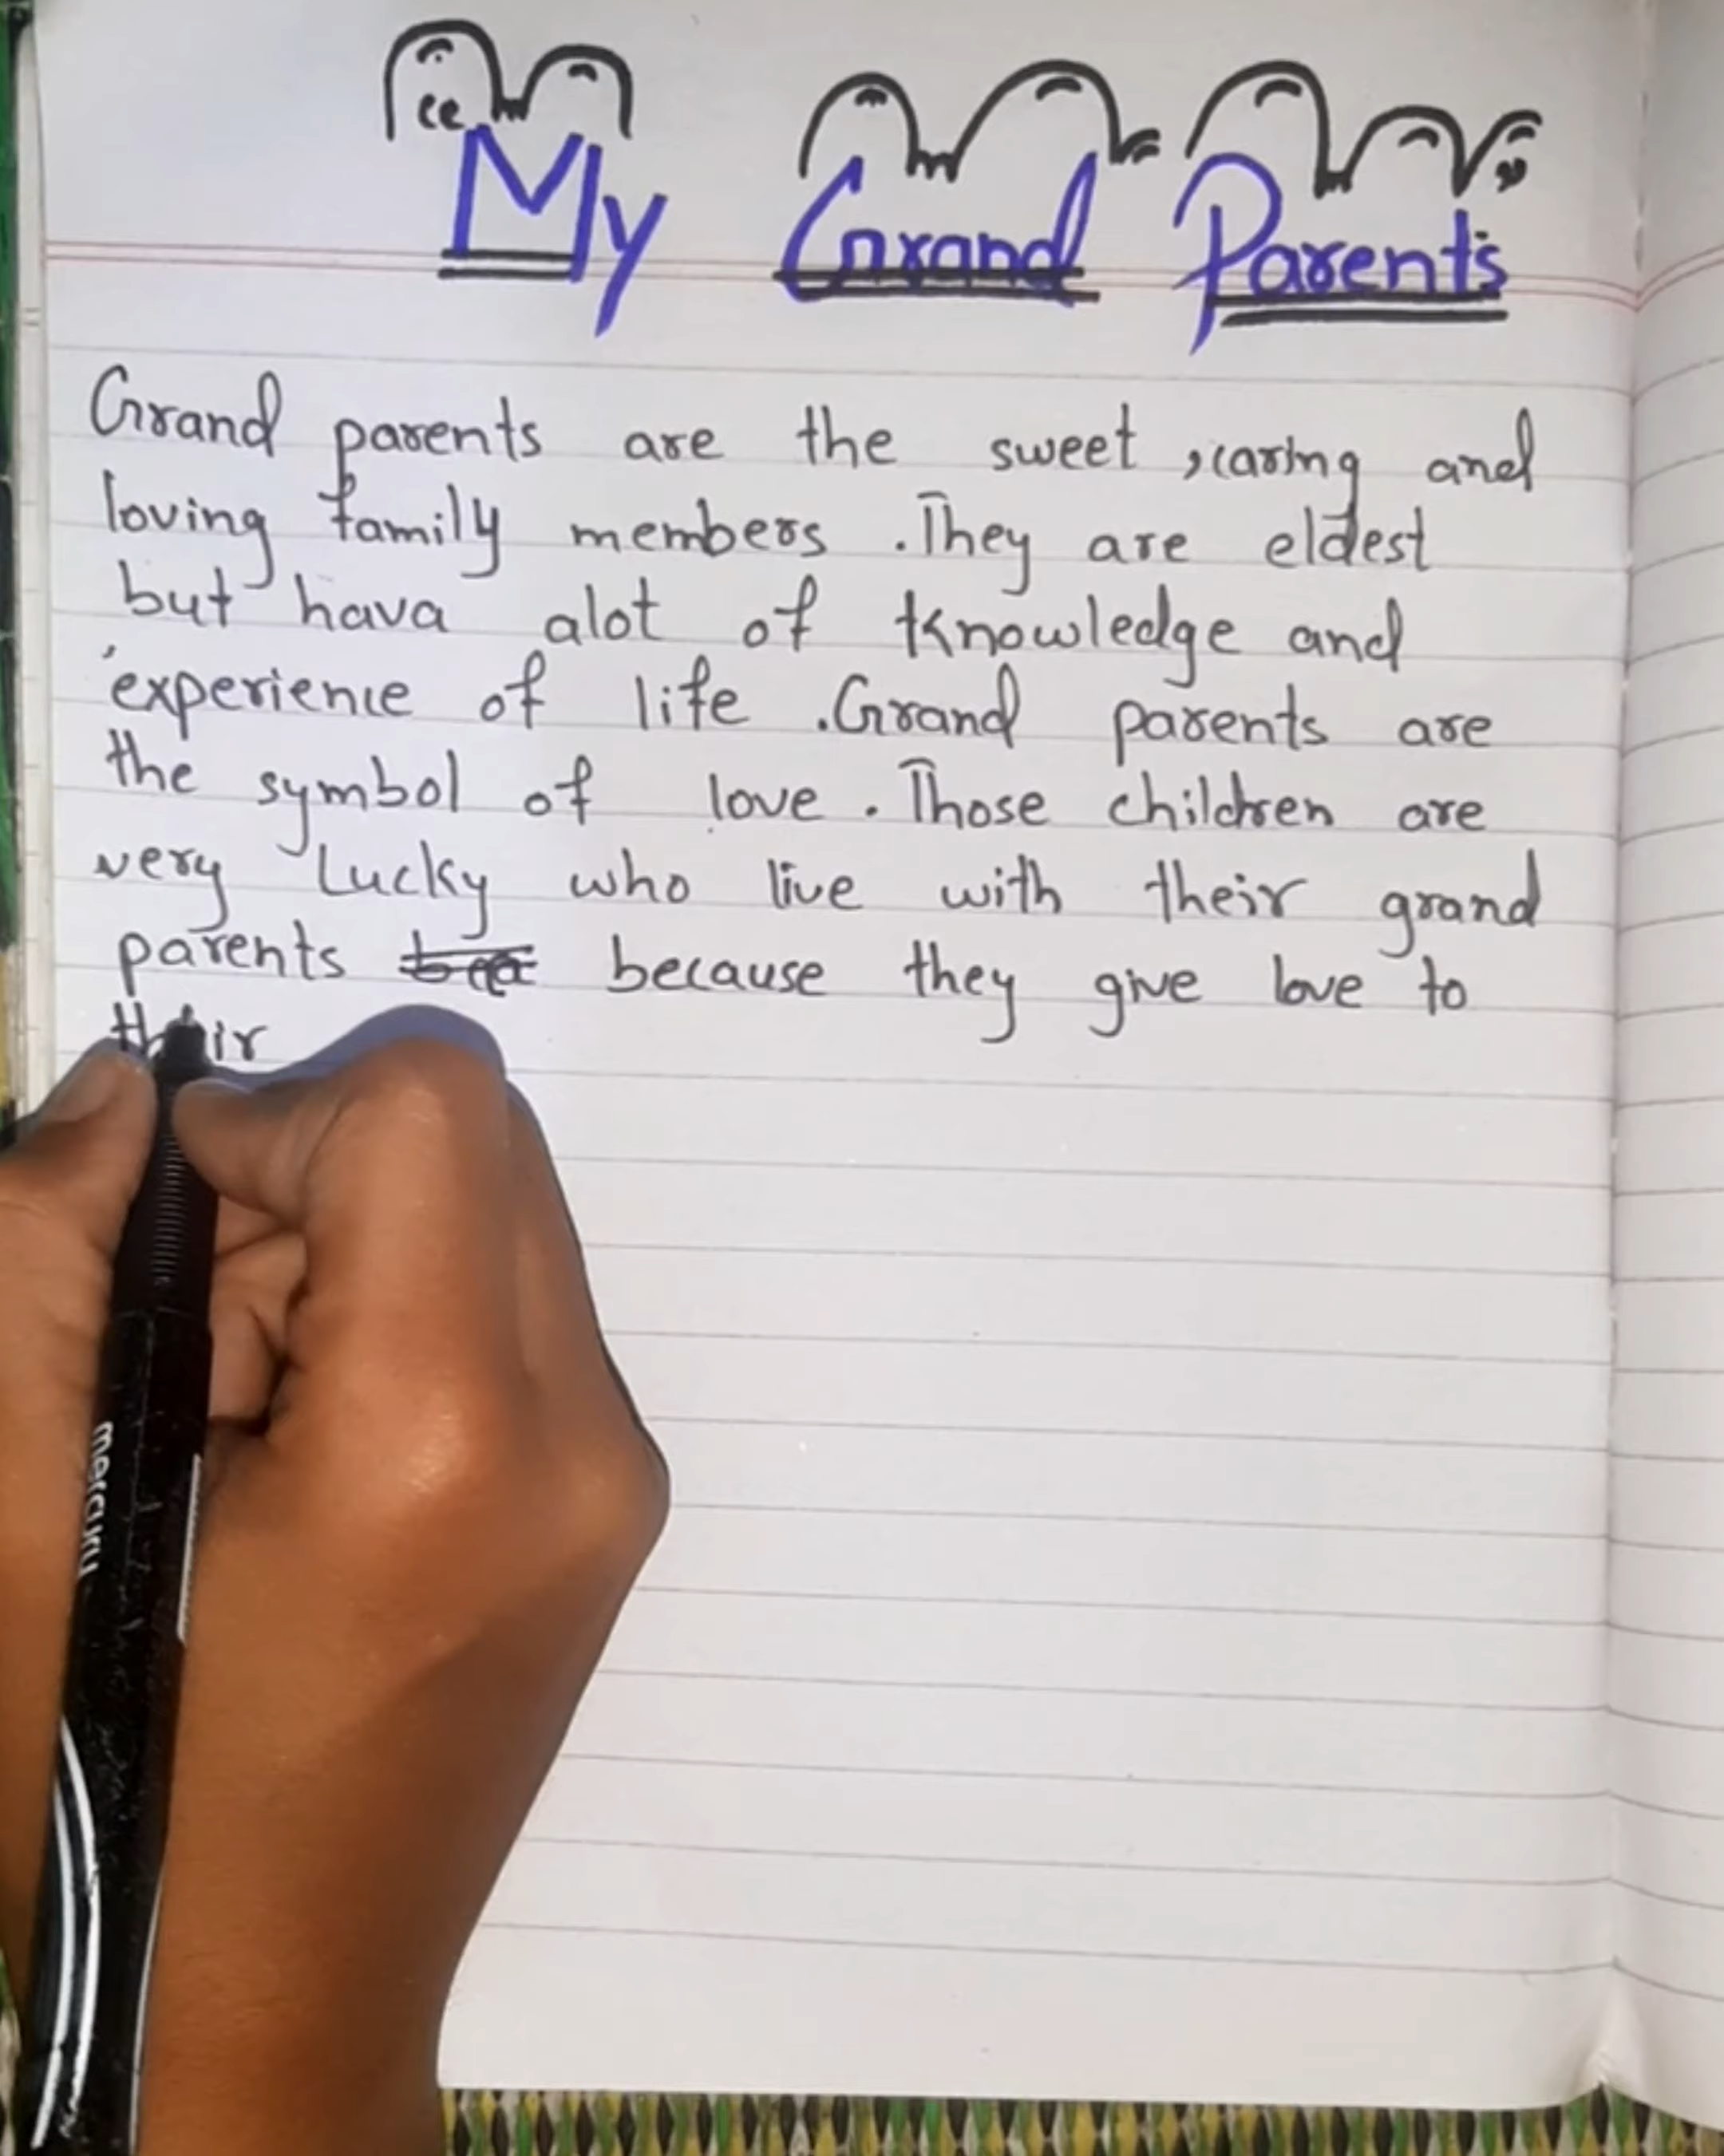 My Grand Parents
Grand parents are the sweet ,caring and
loving family members .They are eldest
but hava alot of knowledge and
experience of life .Grand parents are
the symbol of love . Those children are
very Lucky who live with their grand
parents because they give love to
their
mercury